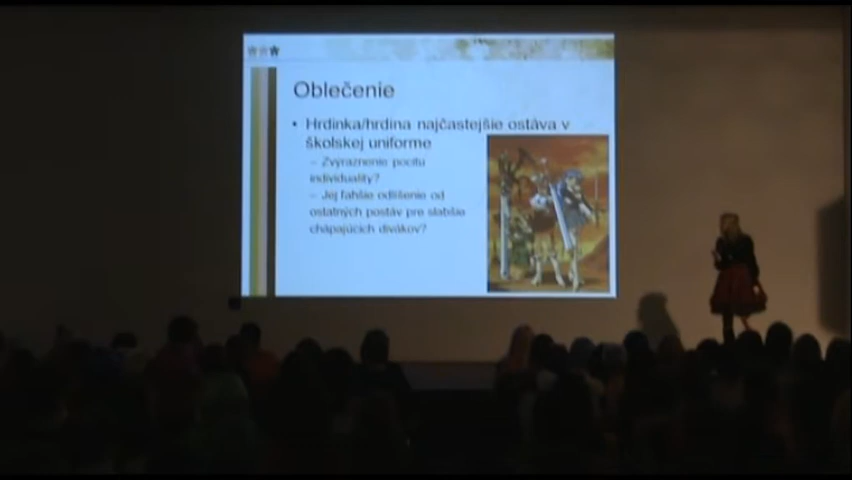 Oblečenie
• Hrdinka/hrdina najčastejšie ostáva v
školskej uniforme
– Zvýraznenie pocitu
individuality?
– Jej ľahšie odlíšenie od
ostatných postáv pre slabšie
chápajúcich divákov?